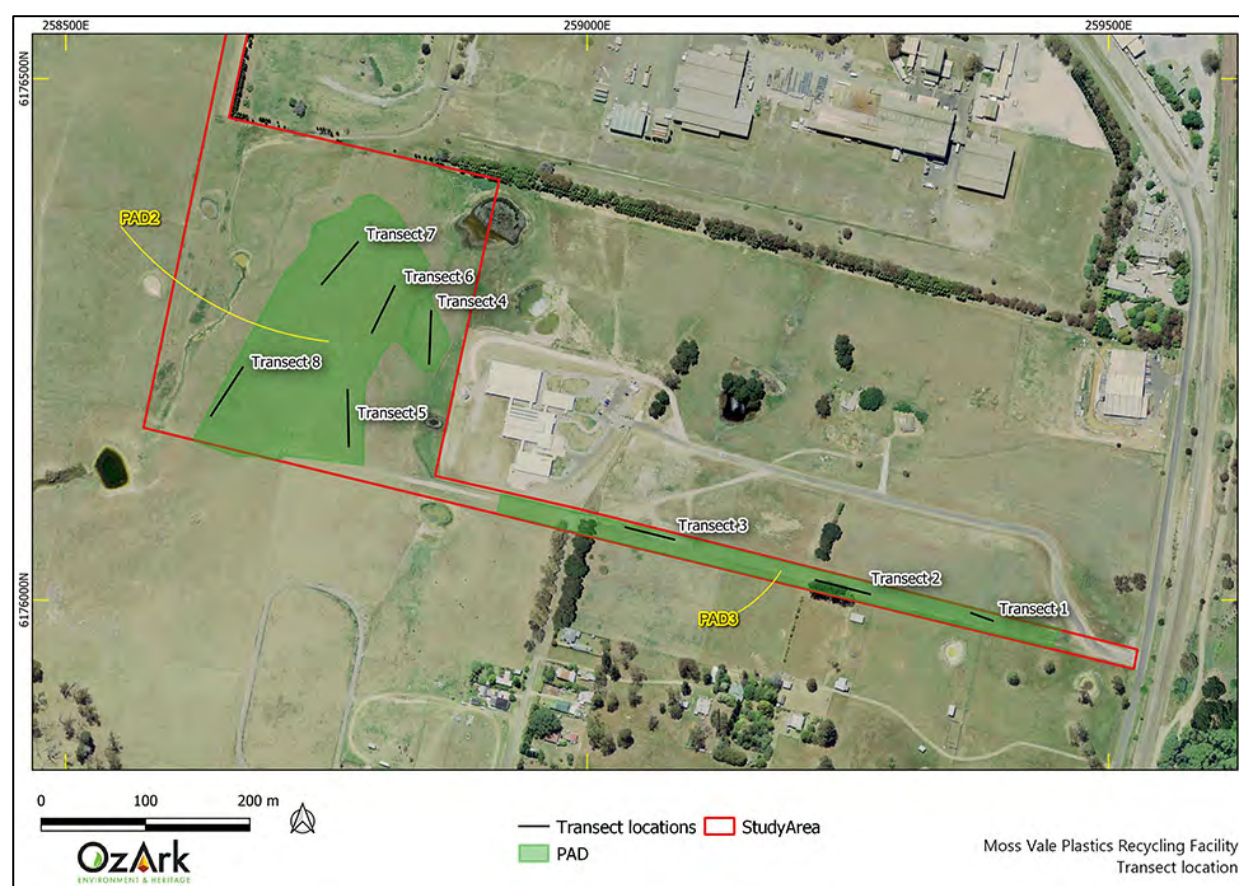 258500E
259000E
259500E
6176500N
PAD2
Transect 7
Transect 6
Transect 4
Transect 8
Transect 5
Transect 3
6176000N
Transect 2
PAD3
Transect 1
0 100 200 m
Transect locations StudyArea
PAD
OzArk
ENVIRONMENT & HERITAGE
Moss Vale Plastics Recycling Facility
Transect location